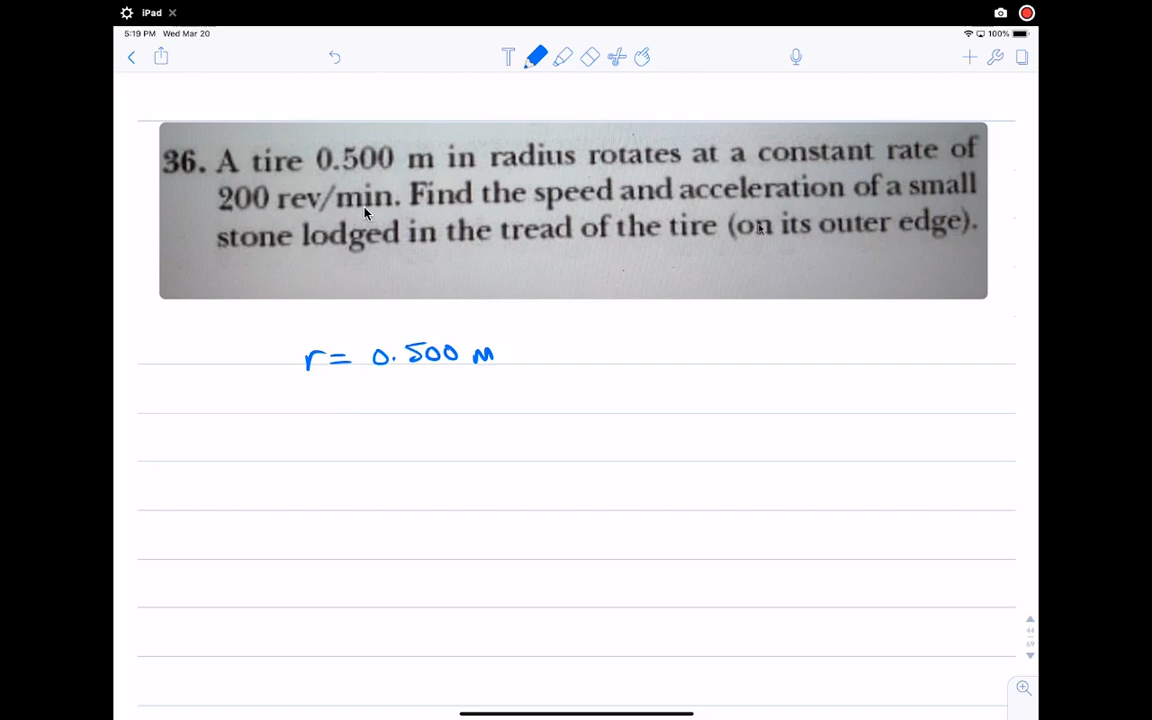 iPad
5:19 PM Wed Mar 20
100%
T
36. A tire 0.500 m in radius rotates at a constant rate of
200 rev/min. Find the speed and acceleration of a small
stone lodged in the tread of the tire (on its outer edge).
r = 0.500 m
44
69